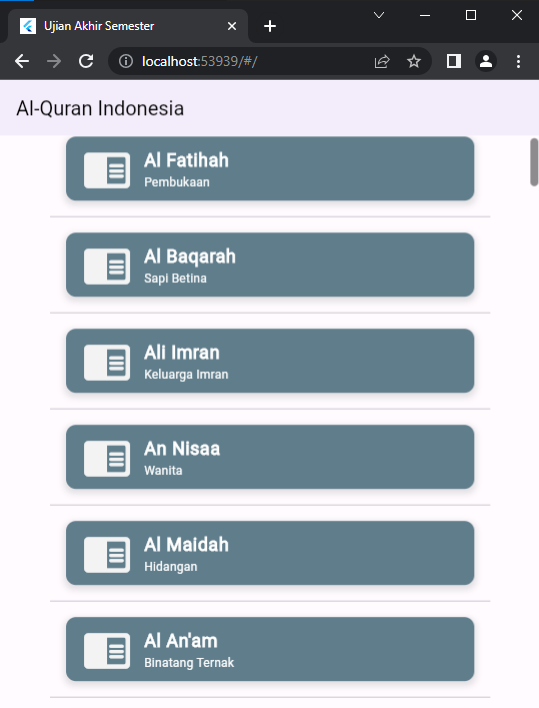 Ujian Akhir Semester
localhost:53939/#/
Al-Quran Indonesia
Al Fatihah
Pembukaan
Al Baqarah
Sapi Betina
Ali Imran
Keluarga Imran
An Nisaa
Wanita
Al Maidah
Hidangan
Al An'am
Binatang Ternak